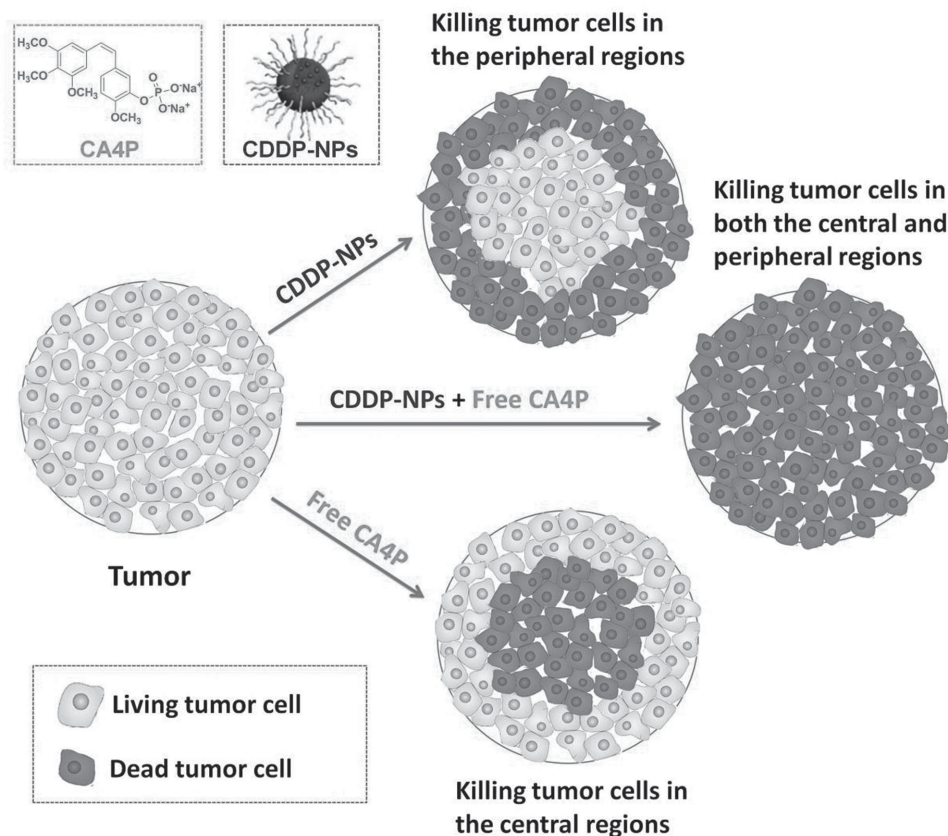 H₃CO
H₃CO
OCH₃
OCH₃
O
O
P
O⁻Na⁺
O⁻Na⁺
CA4P
CDDP-NPs
Killing tumor cells in
the peripheral regions
Killing tumor cells in
both the central and
peripheral regions
CDDP-NPs
CDDP-NPs + Free CA4P
Free CA4P
Tumor
Living tumor cell
Dead tumor cell
Killing tumor cells in
the central regions